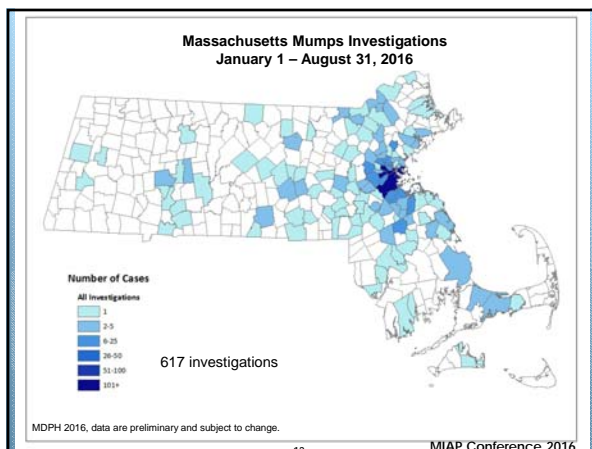 Massachusetts Mumps Investigations
January 1 – August 31, 2016
Number of Cases
All Investigations
1
2-5
6-25
26-50
51-100
101+
617 investigations
MDPH 2016, data are preliminary and subject to change.
MIAP Conference 2016